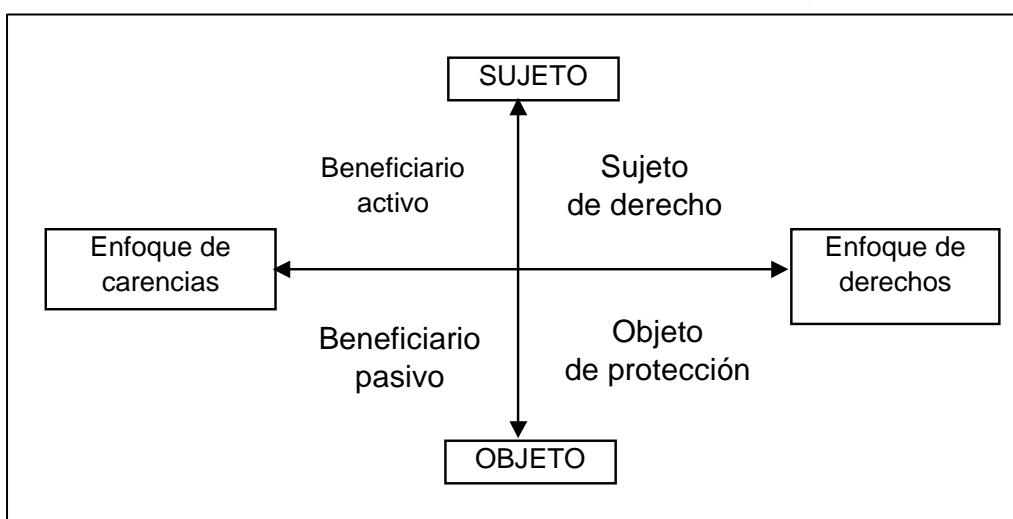 SUJETO
Beneficiario
activo
Sujeto
de derecho
Enfoque de
carencias
Enfoque de
derechos
Beneficiario
pasivo
Objeto
de protección
OBJETO